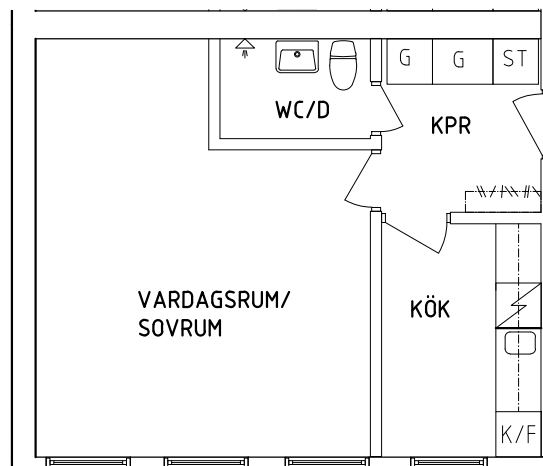 G G ST
WC/D
KPR
VARDAGSRUM/
SOVRUM
KÖK
K/F